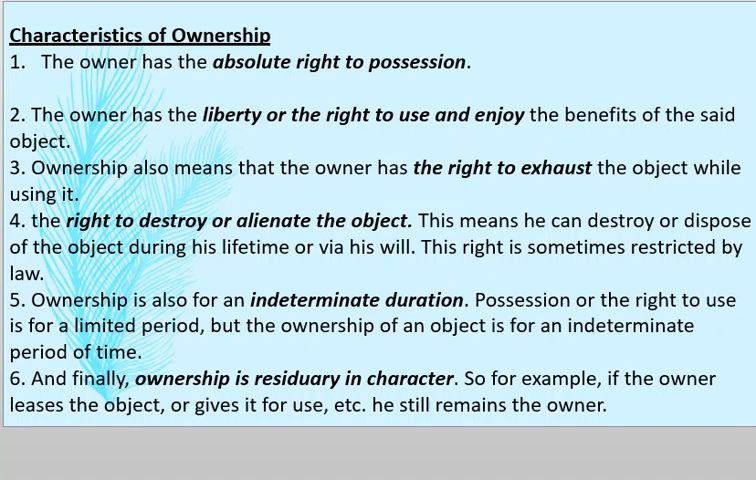 Characteristics of Ownership
1. The owner has the absolute right to possession.
2. The owner has the liberty or the right to use and enjoy the benefits of the said
object.
3. Ownership also means that the owner has the right to exhaust the object while
using it.
4. the right to destroy or alienate the object. This means he can destroy or dispose
of the object during his lifetime or via his will. This right is sometimes restricted by
law.
5. Ownership is also for an indeterminate duration. Possession or the right to use
is for a limited period, but the ownership of an object is for an indeterminate
period of time.
6. And finally, ownership is residuary in character. So for example, if the owner
leases the object, or gives it for use, etc. he still remains the owner.